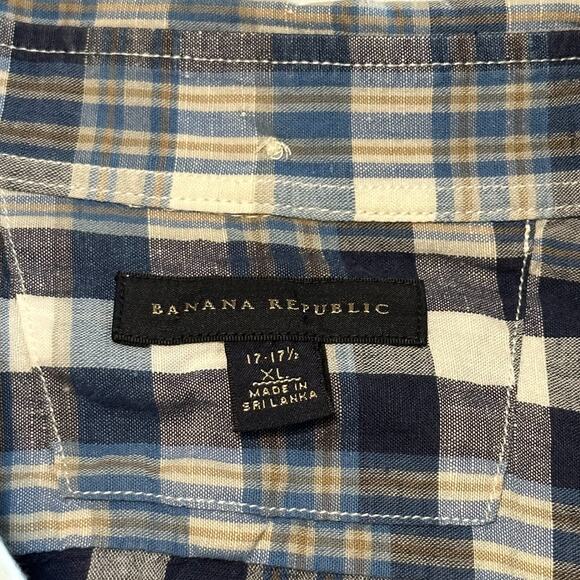 BANANA REPUBLIC
17-17½
XL
MADE IN
SRI LANKA